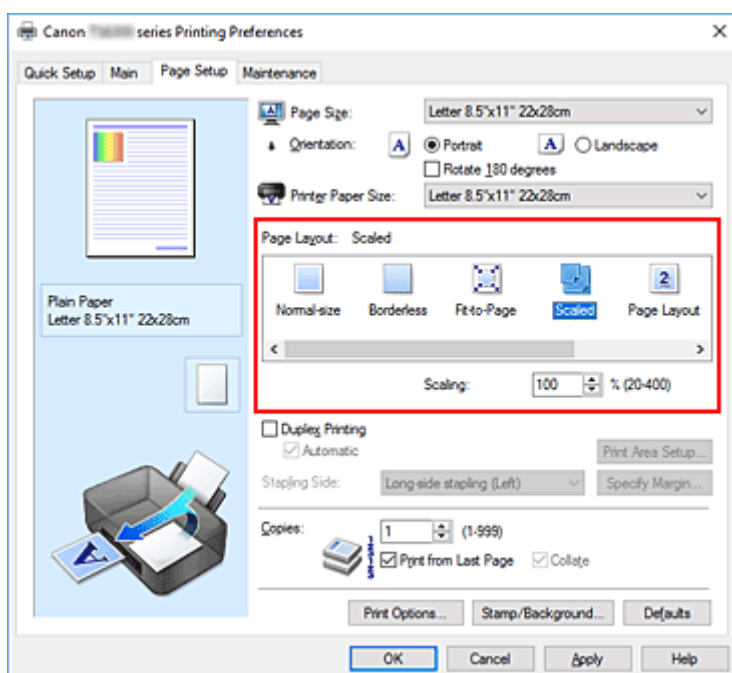 Canon series Printing Preferences
Quick Setup Main Page Setup Maintenance
Page Size: Letter 8.5"x11" 22x28cm
Orientation: A Portrait A Landscape
Rotate 180 degrees
Printer Paper Size: Letter 8.5"x11" 22x28cm
Page Layout: Scaled
2
Normal-size Borderless Fit-to-Page Scaled Page Layout
Scaling: 100 % (20-400)
Plain Paper
Letter 8.5"x11" 22x28cm
Duplex Printing
Automatic
Print Area Setup...
Stapling Side: Long-side stapling (Left) Specify Margin...
Copies: 1 (1-999)
Print from Last Page Collate
A
Print Options... Stamp/Background... Defaults
OK Cancel Apply Help